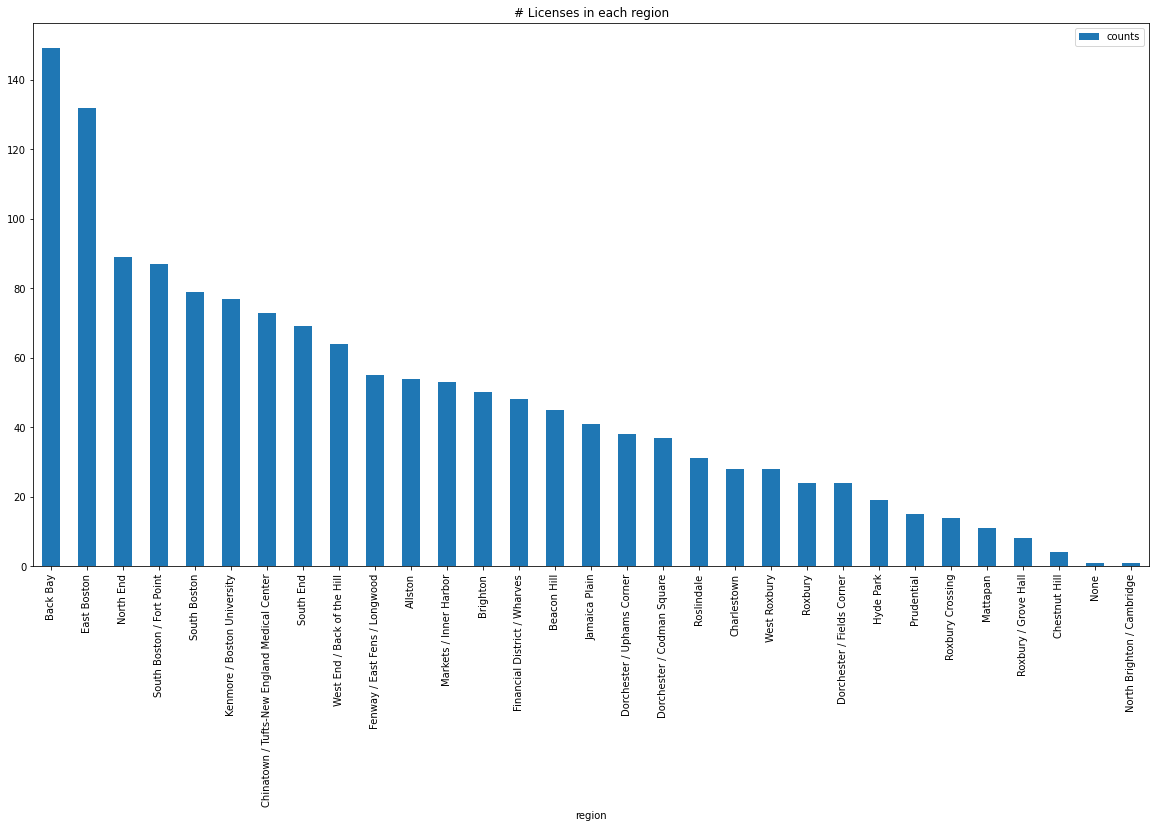 # Licenses in each region
counts
140
120
100
80
60
40
20
0
Back Bay
East Boston
North End
South Boston / Fort Point
South Boston
Kenmore / Boston University
Chinatown / Tufts-New England Medical Center
South End
West End / Back of the Hill
Fenway / East Fens / Longwood
Allston
Markets / Inner Harbor
Brighton
Financial District / Wharves
Beacon Hill
Jamaica Plain
Dorchester / Uphams Corner
Dorchester / Codman Square
Roslindale
Charlestown
West Roxbury
Roxbury
Dorchester / Fields Corner
Hyde Park
Prudential
Roxbury Crossing
Mattapan
Roxbury / Grove Hall
Chestnut Hill
None
North Brighton / Cambridge
region